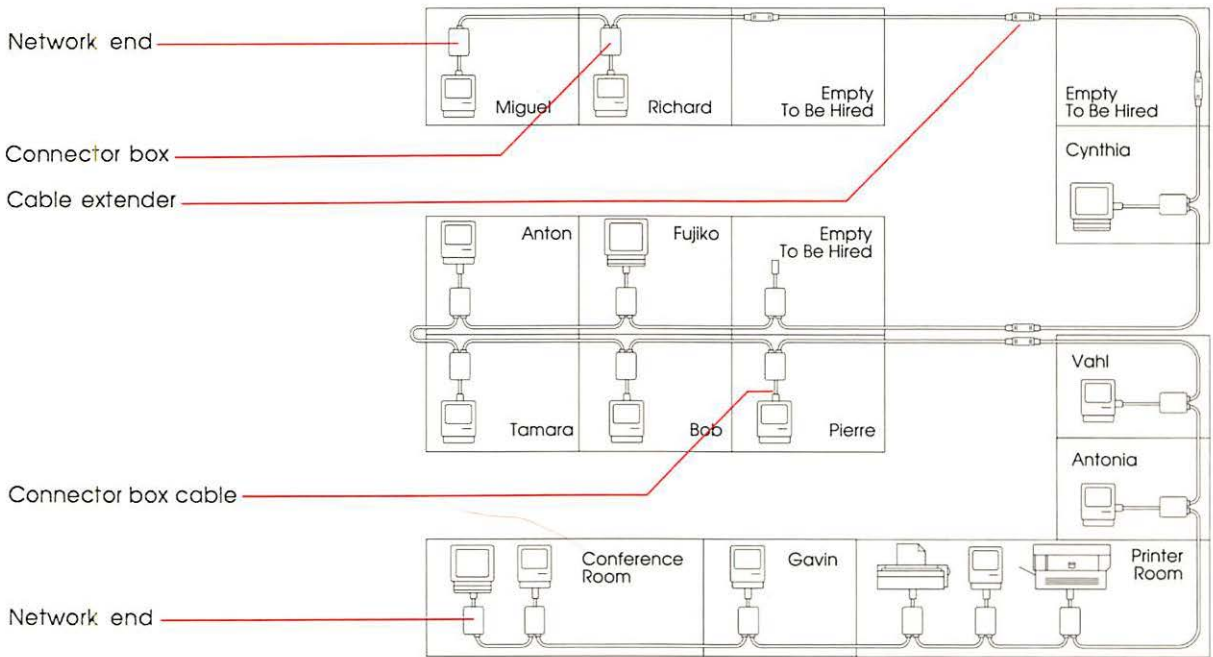 Network end
Miguel
Richard
Empty
To Be Hired
Empty
To Be Hired
Connector box
Cynthia
Cable extender
Anton
Fujiko
Empty
To Be Hired
Vahl
Tamara
Bob
Pierre
Antonia
Connector box cable
Conference
Room
Gavin
Printer
Room
Network end